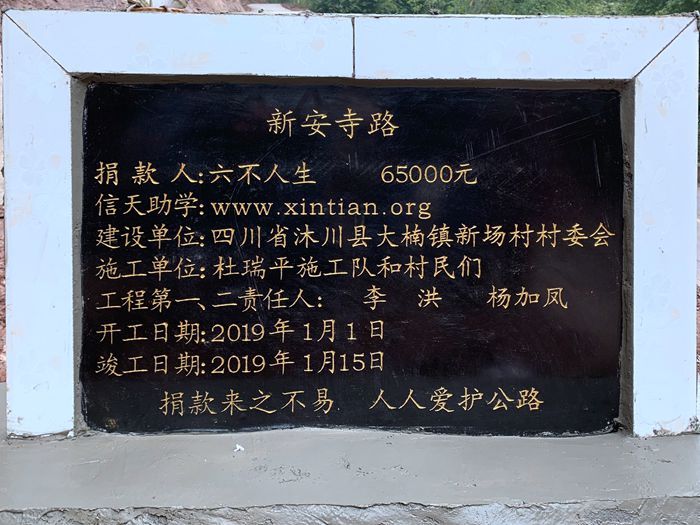 新安寺路
捐款人:六不人生 65000元
信天助学:www.xintian.org
建设单位:四川省沐川县大楠镇新场村村委会
施工单位:杜瑞平施工队和村民们
工程第一、二责任人: 李洪 杨加凤
开工日期:2019年1月1日
竣工日期:2019年1月15日
捐款来之不易 人人爱护公路